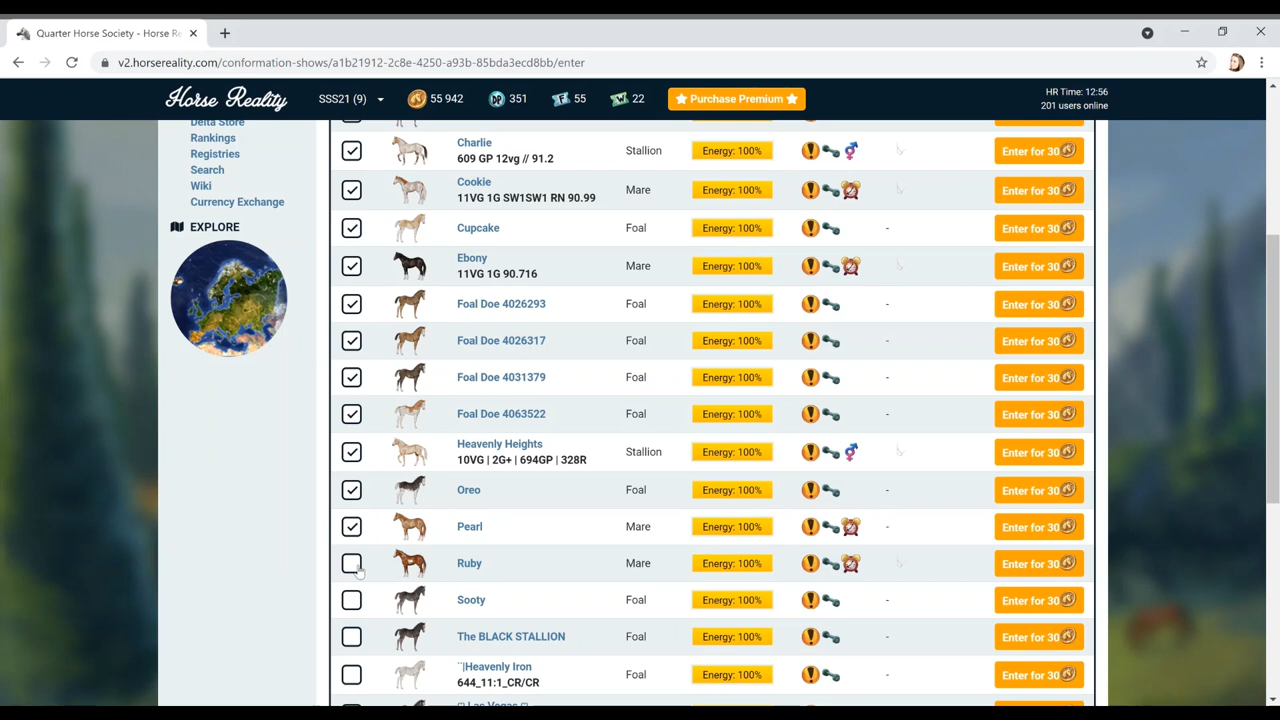 Quarter Horse Society - Horse Re
v2.horsereality.com/conformation-shows/a1b21912-2c8e-4250-a93b-85bda3ecd8bb/enter
Horse Reality
SSS21 (9)
55 942
DP 351
55
22
Purchase Premium
HR Time: 12:56
201 users online
Delta Store
Rankings
Registries
Search
Wiki
Currency Exchange
EXPLORE
Charlie
609 GP 12vg // 91.2
Stallion
Energy: 100%
Enter for 30
Cookie
11VG 1G SW1SW1 RN 90.99
Mare
Energy: 100%
Enter for 30
Cupcake
Foal
Energy: 100%
-
Enter for 30
Ebony
11VG 1G 90.716
Mare
Energy: 100%
Enter for 30
Foal Doe 4026293
Foal
Energy: 100%
-
Enter for 30
Foal Doe 4026317
Foal
Energy: 100%
-
Enter for 30
Foal Doe 4031379
Foal
Energy: 100%
-
Enter for 30
Foal Doe 4063522
Foal
Energy: 100%
-
Enter for 30
Heavenly Heights
10VG | 2G+ | 694GP | 328R
Stallion
Energy: 100%
Enter for 30
Oreo
Foal
Energy: 100%
-
Enter for 30
Pearl
Mare
Energy: 100%
-
Enter for 30
Ruby
Mare
Energy: 100%
Enter for 30
Sooty
Foal
Energy: 100%
-
Enter for 30
The BLACK STALLION
Foal
Energy: 100%
-
Enter for 30
¨|Heavenly Iron
644_11:1_CR/CR
Foal
Energy: 100%
-
Enter for 30
Las Vegas